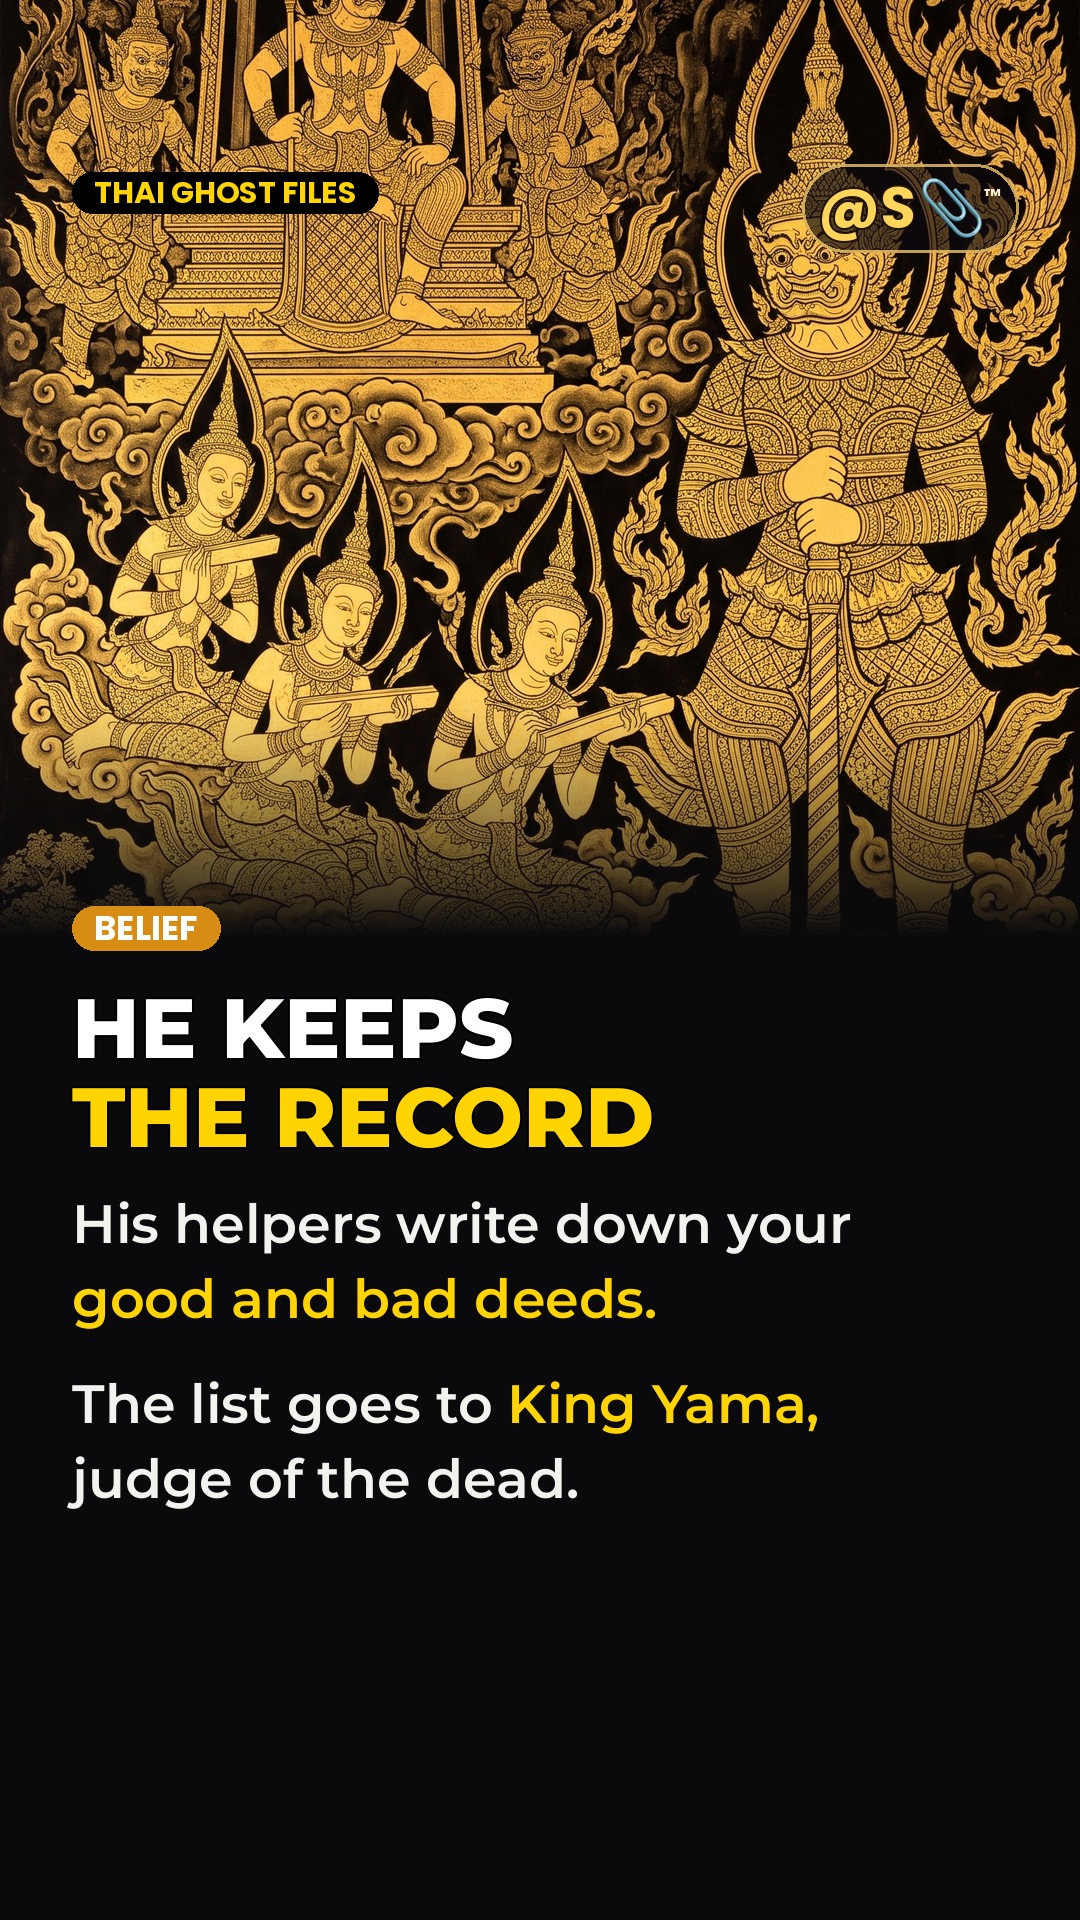 THAI GHOST FILES
@S📎™
BELIEF
HE KEEPS
THE RECORD
His helpers write down your
good and bad deeds.
The list goes to King Yama,
judge of the dead.